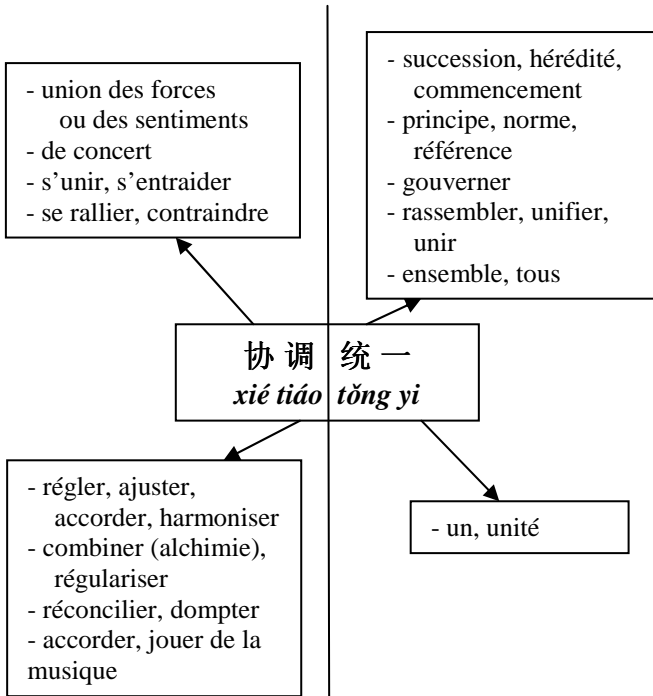 - union des forces
ou des sentiments
- de concert
- s’unir, s’entraider
- se rallier, contraindre
- succession, hérédité,
commencement
- principe, norme,
référence
- gouverner
- rassembler, unifier,
unir
- ensemble, tous
协 调 统 一
xié tiáo tǒng yi
- régler, ajuster,
accorder, harmoniser
- combiner (alchimie),
régulariser
- réconcilier, dompter
- accorder, jouer de la
musique
- un, unité